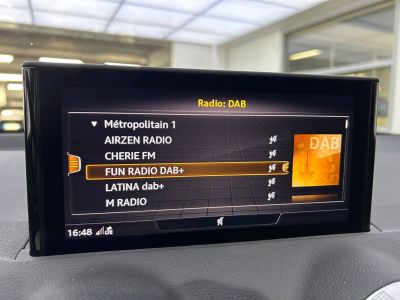 Radio: DAB
Métropolitain 1
AIRZEN RADIO
CHERIE FM
FUN RADIO DAB+
LATINA dab+
M RADIO
DAB
16:48